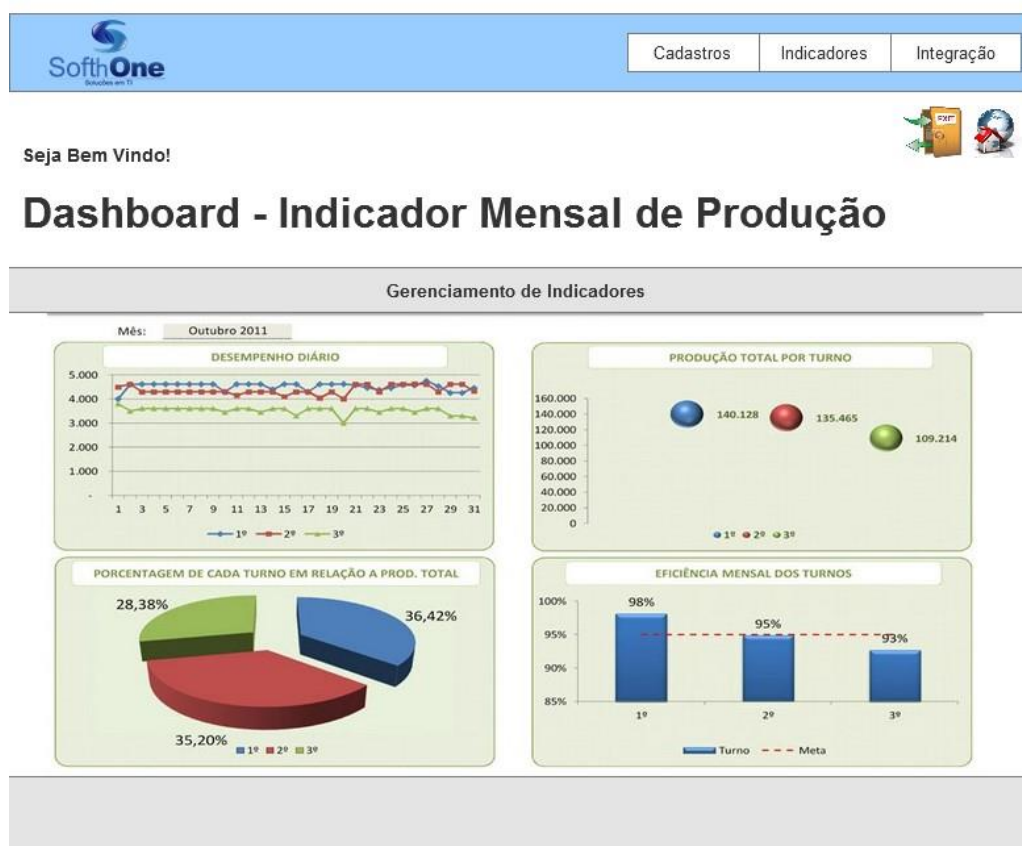 SofthOne
Soluções em TI
Cadastros Indicadores Integração
EXIT
Seja Bem Vindo!
Dashboard - Indicador Mensal de Produção
Gerenciamento de Indicadores
Mês: Outubro 2011
DESEMPENHO DIÁRIO
5.000
4.000
3.000
2.000
1.000
-
1 3 5 7 9 11 13 15 17 19 21 23 25 27 29 31
1º 2º 3º
PRODUÇÃO TOTAL POR TURNO
160.000
140.000
120.000
100.000
80.000
60.000
40.000
20.000
0
140.128 135.465 109.214
1º 2º 3º
PORCENTAGEM DE CADA TURNO EM RELAÇÃO A PROD. TOTAL
28,38%
36,42%
35,20%
1º 2º 3º
EFICIÊNCIA MENSAL DOS TURNOS
100%
95%
90%
85%
98%
95%
93%
1º 2º 3º
Turno Meta